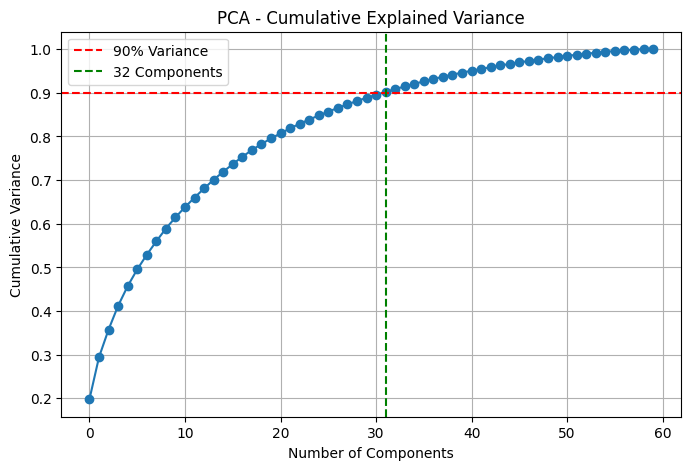 PCA - Cumulative Explained Variance
90% Variance
32 Components
1.0
0.9
0.8
0.7
0.6
0.5
0.4
0.3
0.2
Cumulative Variance
0 10 20 30 40 50 60
Number of Components